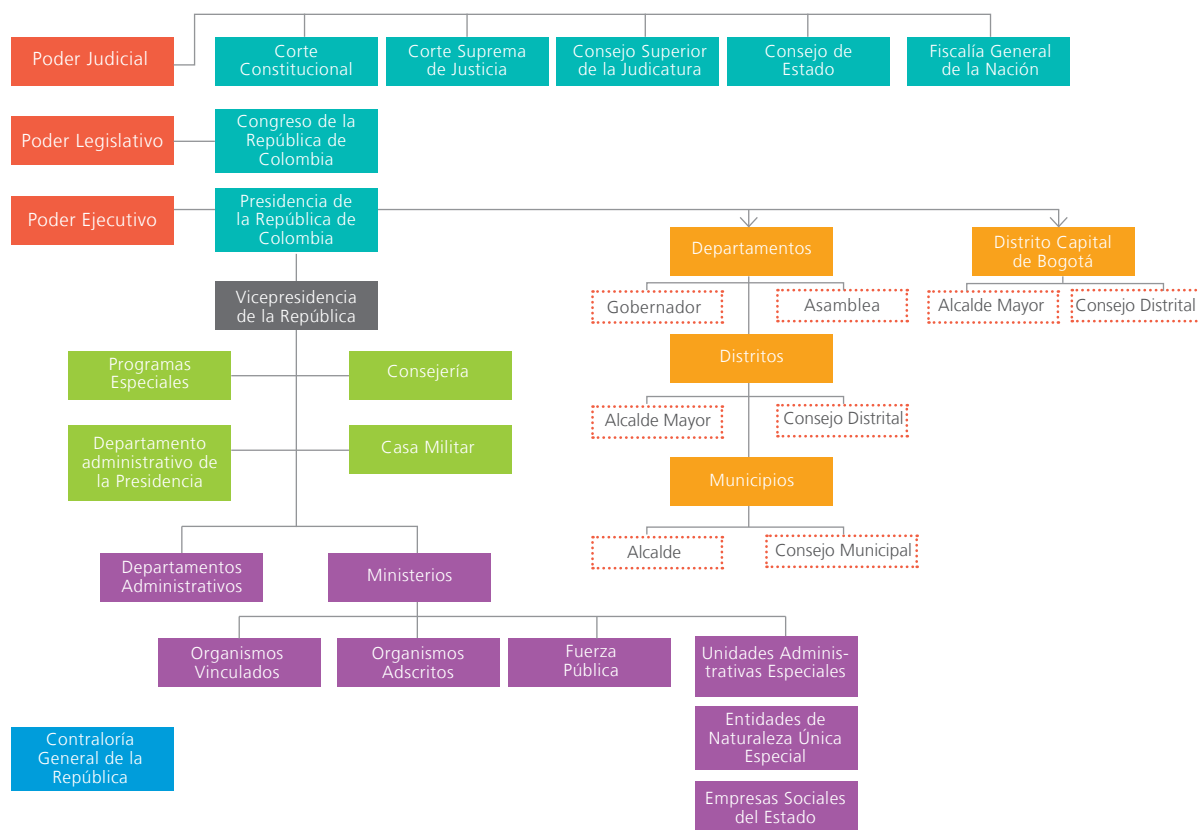 Poder Judicial
Corte
Constitucional
Corte Suprema
de Justicia
Consejo Superior
de la Judicatura
Consejo de
Estado
Fiscalía General
de la Nación
Poder Legislativo
Congreso de la
República de
Colombia
Poder Ejecutivo
Presidencia de
la República de
Colombia
Departamentos
Distrito Capital
de Bogotá
Gobernador
Asamblea
Alcalde Mayor
Consejo Distrital
Vicepresidencia
de la República
Distritos
Programas
Especiales
Consejería
Alcalde Mayor
Consejo Distrital
Departamento
administrativo de
la Presidencia
Casa Militar
Municipios
Alcalde
Consejo Municipal
Departamentos
Administrativos
Ministerios
Organismos
Vinculados
Organismos
Adscritos
Fuerza
Pública
Unidades Adminis-
trativas Especiales
Entidades de
Naturaleza Única
Especial
Empresas Sociales
del Estado
Contraloría
General de la
República